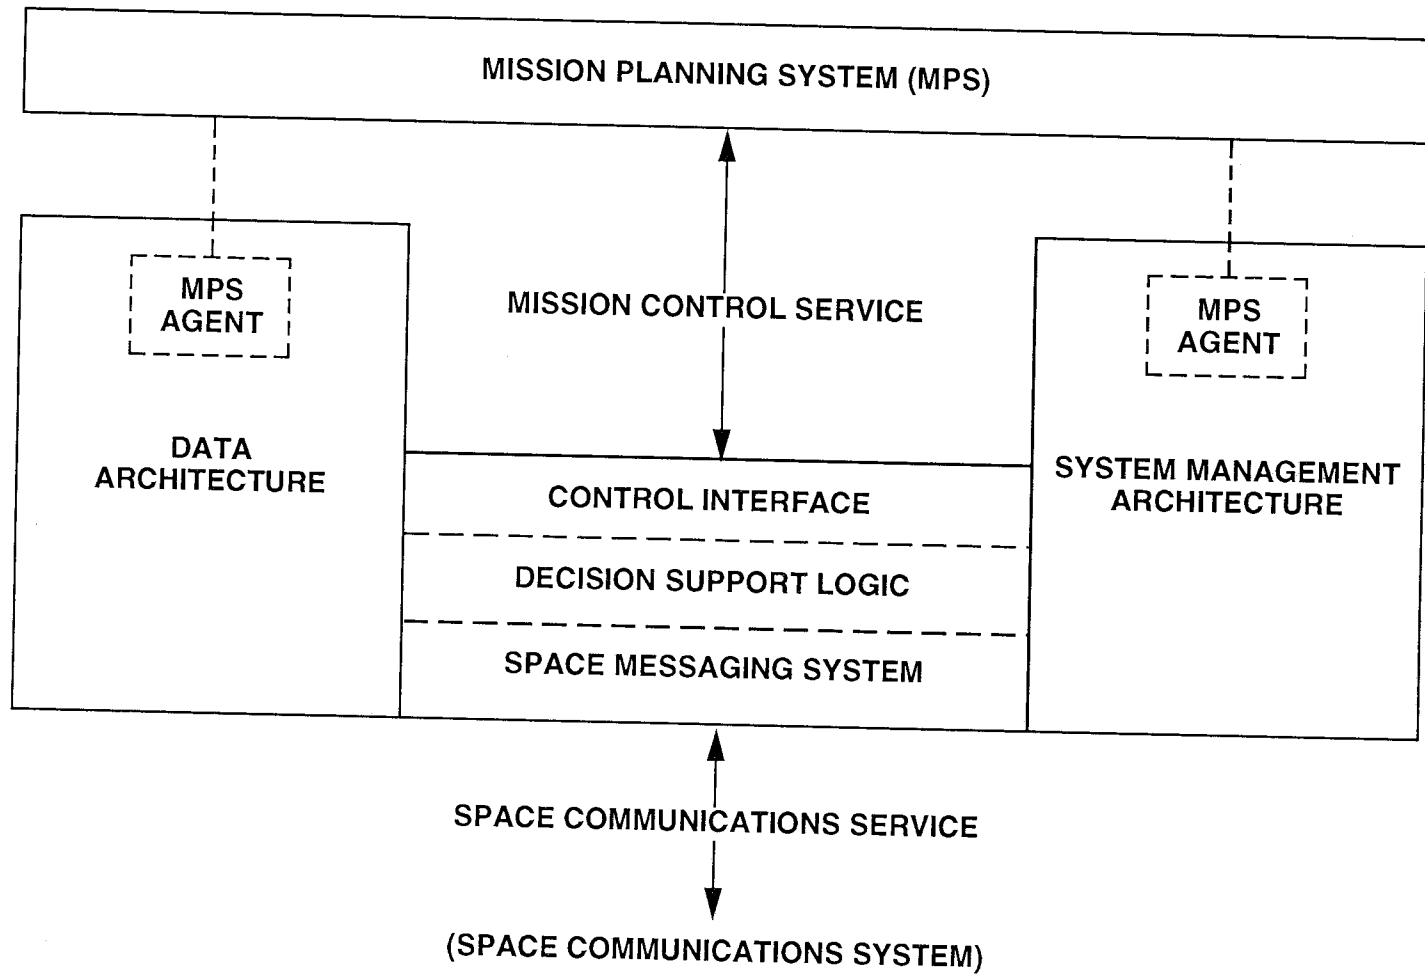 MISSION PLANNING SYSTEM (MPS)
MPS
AGENT
MISSION CONTROL SERVICE
MPS
AGENT
DATA
ARCHITECTURE
SYSTEM MANAGEMENT
ARCHITECTURE
CONTROL INTERFACE
DECISION SUPPORT LOGIC
SPACE MESSAGING SYSTEM
SPACE COMMUNICATIONS SERVICE
(SPACE COMMUNICATIONS SYSTEM)